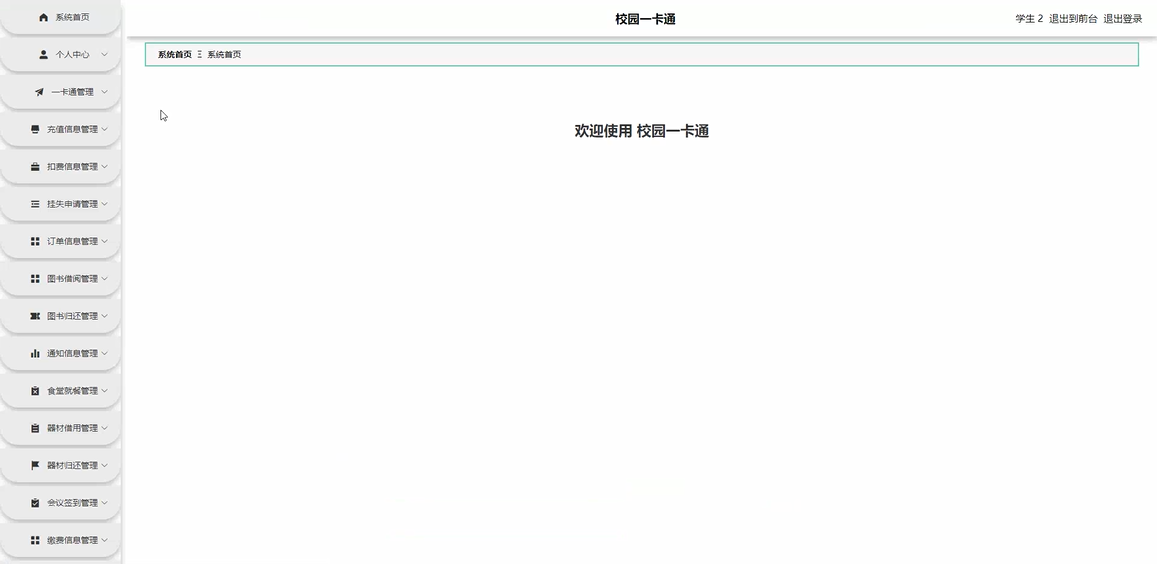 校园一卡通
学生 2 退出到前台 退出登录
系统首页
个人中心
一卡通管理
充值信息管理
扣费信息管理
挂失申请管理
订单信息管理
图书借阅管理
图书归还管理
通知信息管理
食堂就餐管理
器材借用管理
器材归还管理
会议签到管理
缴费信息管理
系统首页 Ξ 系统首页
欢迎使用 校园一卡通